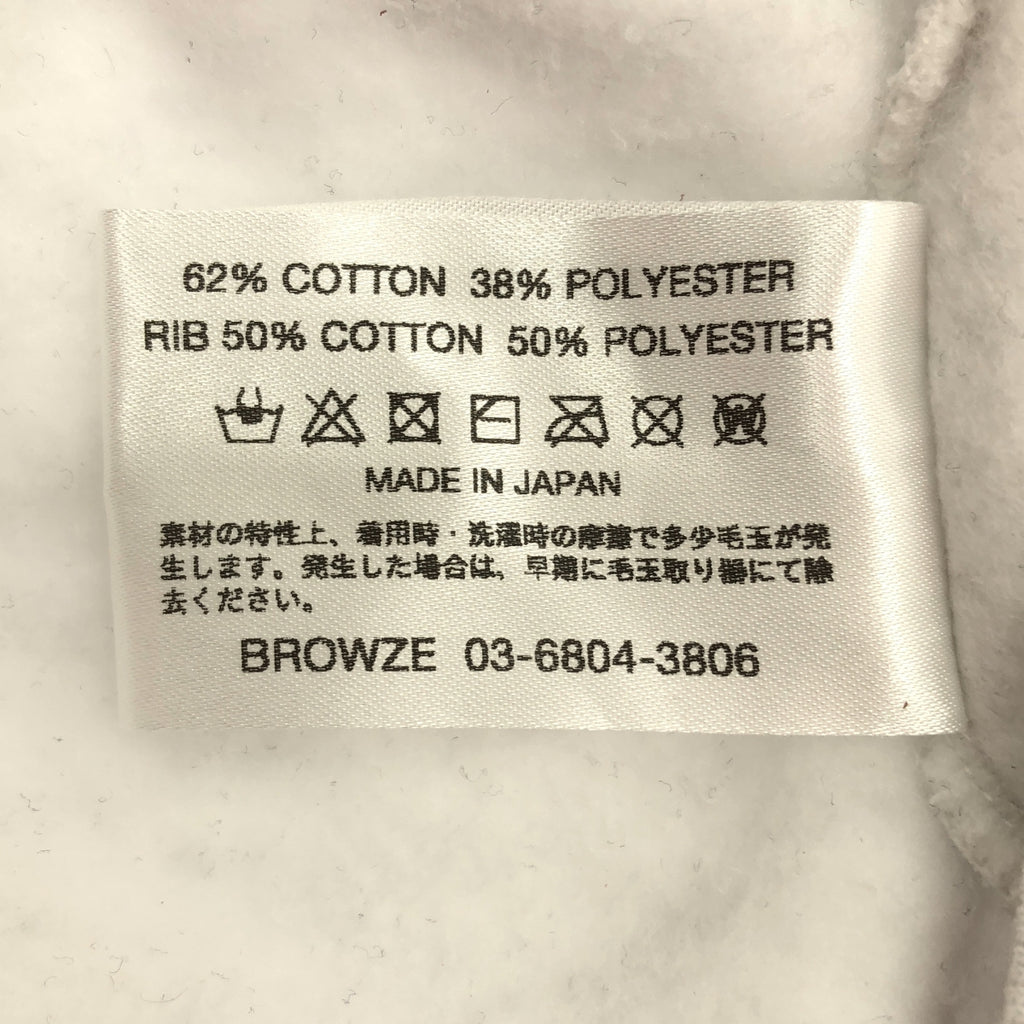 62% COTTON 38% POLYESTER
RIB 50% COTTON 50% POLYESTER
MADE IN JAPAN
素材の特性上、着用時・洗濯時の摩擦で多少毛玉が発
生します。発生した場合は、早期に毛玉取り器にて除
去ください。
BROWZE 03-6804-3806